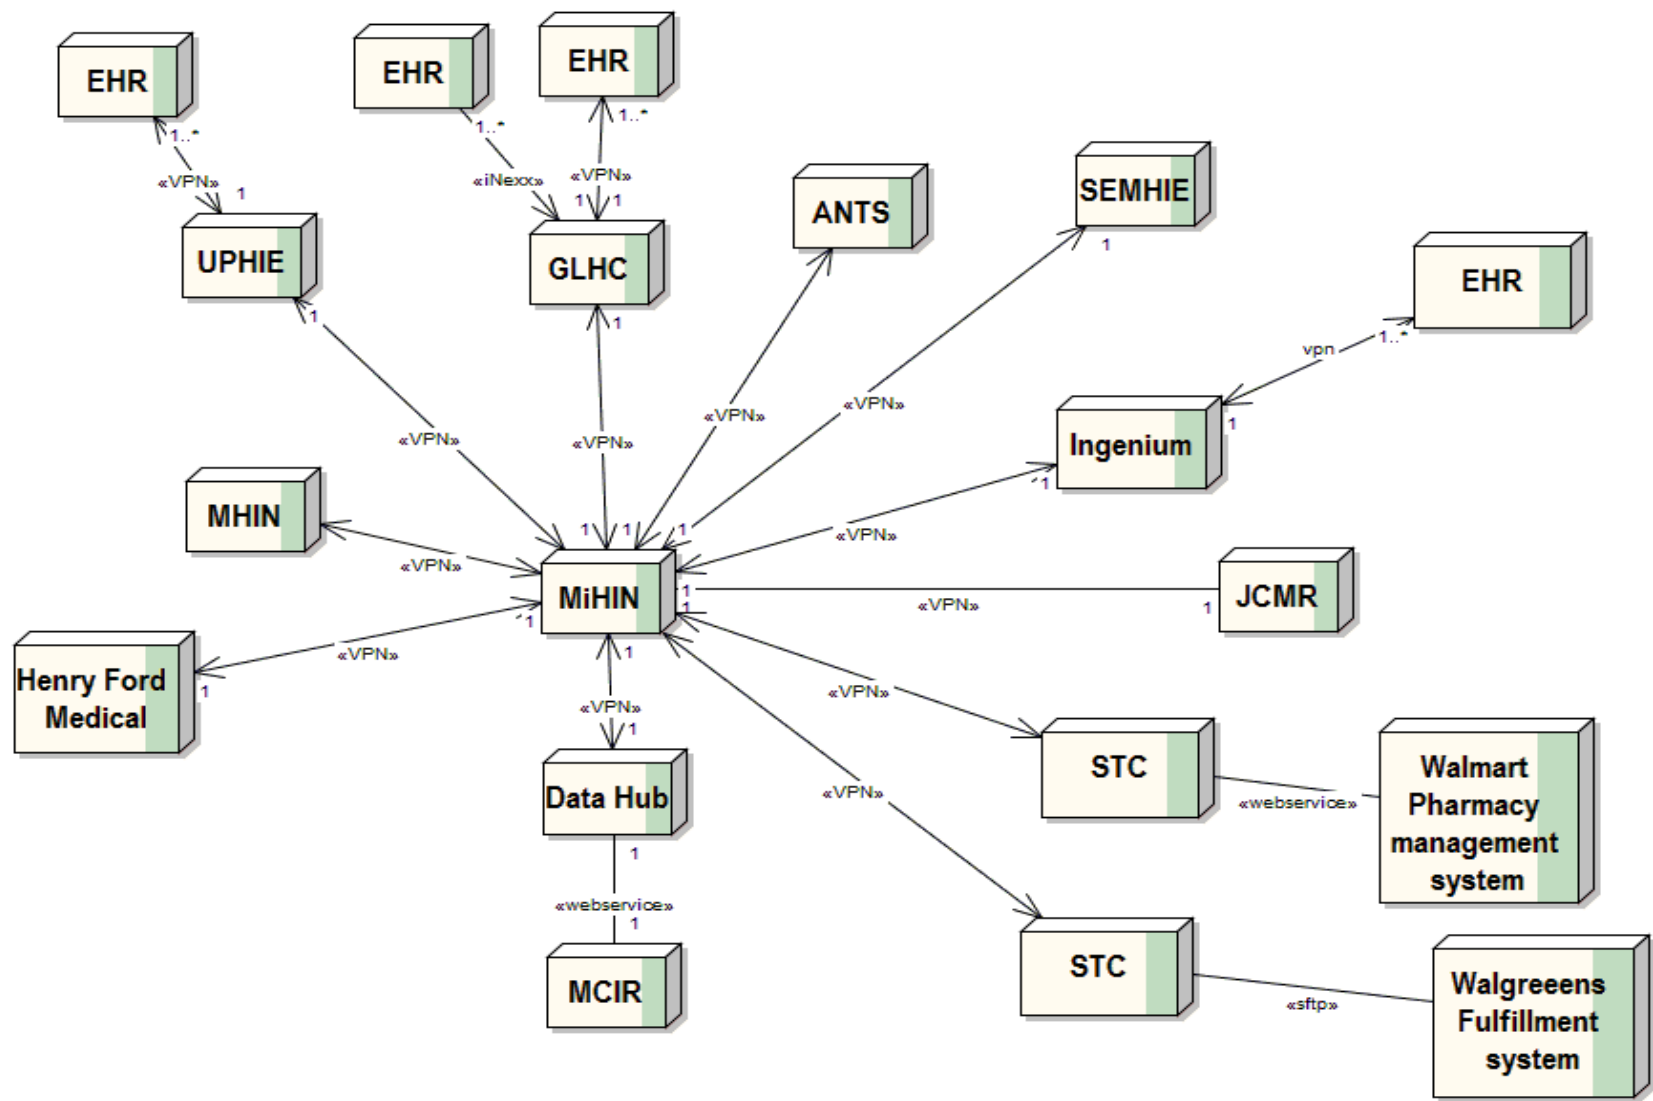 EHR
EHR
EHR
1..*
1..*
1..*
«VPN»
«iNexx»
«VPN»
1
1
1
UPHIE
GLHC
ANTS
SEMHIE
1
EHR
1
1
vpn
1..*
1
«VPN»
«VPN»
«VPN»
«VPN»
Ingenium
1
MHIN
«VPN»
1
1
1
«VPN»
«VPN»
MiHIN
1
1
1
«VPN»
1
JCMR
Henry Ford
Medical
«VPN»
1
1
«VPN»
«VPN»
1
Data Hub
«VPN»
STC
«webservice»
Walmart
Pharmacy
management
system
1
«webservice»
1
MCIR
STC
«sftp»
Walgreeens
Fulfillment
system